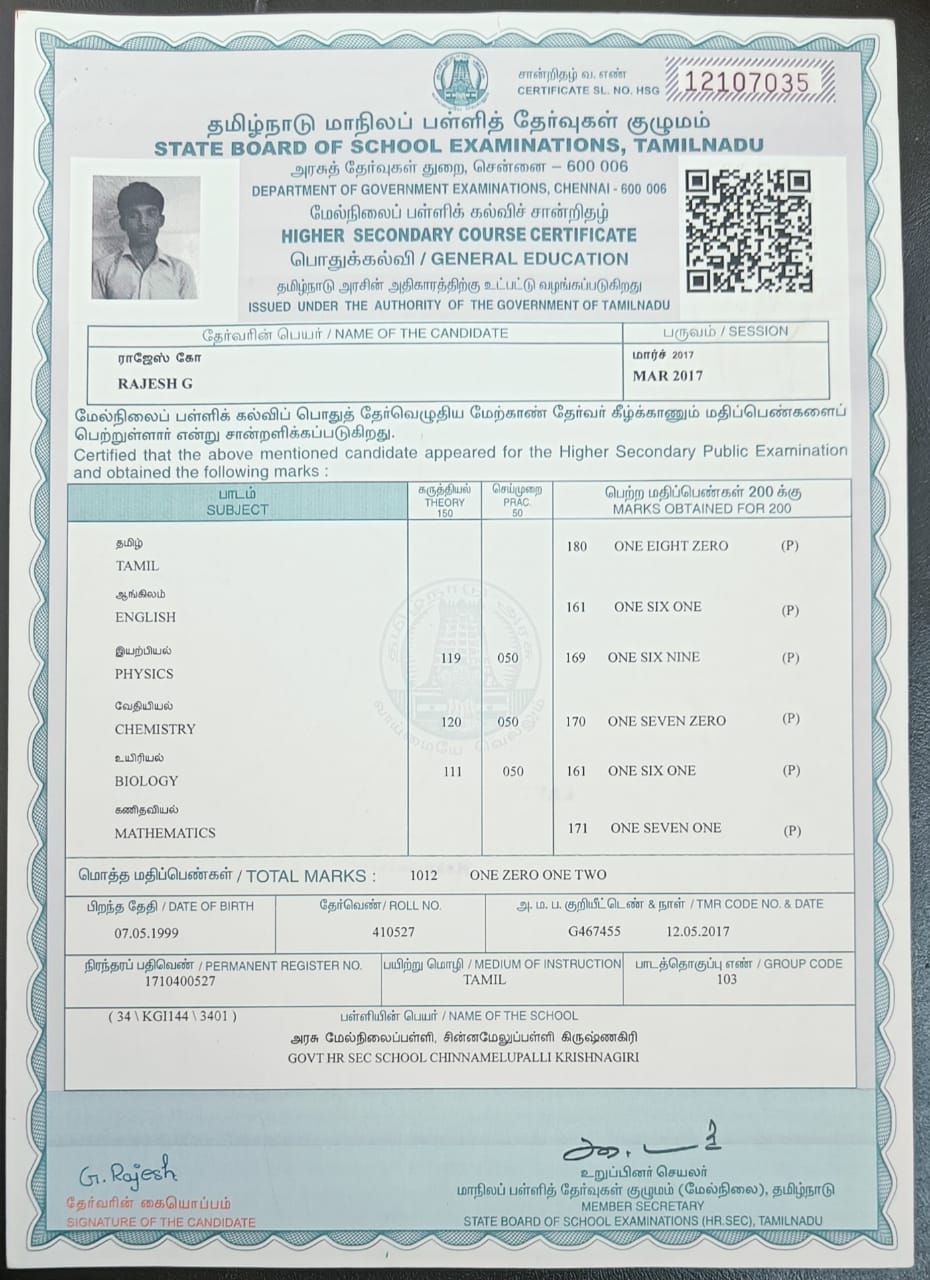 சான்றிதழ் வ. எண்
CERTIFICATE SL. NO. HSG 12107035
தமிழ்நாடு மாநிலப் பள்ளித் தேர்வுகள் குழுமம்
STATE BOARD OF SCHOOL EXAMINATIONS, TAMILNADU
அரசுத் தேர்வுகள் துறை, சென்னை – 600 006
DEPARTMENT OF GOVERNMENT EXAMINATIONS, CHENNAI - 600 006
மேல்நிலைப் பள்ளிக் கல்விச் சான்றிதழ்
HIGHER SECONDARY COURSE CERTIFICATE
பொதுக்கல்வி / GENERAL EDUCATION
தமிழ்நாடு அரசின் அதிகாரத்திற்கு உட்பட்டு வழங்கப்படுகிறது
ISSUED UNDER THE AUTHORITY OF THE GOVERNMENT OF TAMILNADU
தேர்வரின் பெயர் / NAME OF THE CANDIDATE பருவம் / SESSION
ராஜேஸ் கோ மார்ச் 2017
RAJESH G MAR 2017
மேல்நிலைப் பள்ளிக் கல்விப் பொதுத் தேர்வெழுதிய மேற்காண் தேர்வர் கீழ்க்காணும் மதிப்பெண்களைப்
பெற்றுள்ளார் என்று சான்றளிக்கப்படுகிறது.
Certified that the above mentioned candidate appeared for the Higher Secondary Public Examination
and obtained the following marks :
பாடம் கருத்தியல் செய்முறை பெற்ற மதிப்பெண்கள் 200 க்கு
SUBJECT THEORY 150 PRAC. 50 MARKS OBTAINED FOR 200
தமிழ்
TAMIL 180 ONE EIGHT ZERO (P)
ஆங்கிலம்
ENGLISH 161 ONE SIX ONE (P)
இயற்பியல்
PHYSICS 119 050 169 ONE SIX NINE (P)
வேதியியல்
CHEMISTRY 120 050 170 ONE SEVEN ZERO (P)
உயிரியல்
BIOLOGY 111 050 161 ONE SIX ONE (P)
கணிதவியல்
MATHEMATICS 171 ONE SEVEN ONE (P)
மொத்த மதிப்பெண்கள் / TOTAL MARKS : 1012 ONE ZERO ONE TWO
பிறந்த தேதி / DATE OF BIRTH தேர்வெண்/ ROLL NO. அ. ம. ப. குறியீட்டெண் & நாள் / TMR CODE NO. & DATE
07.05.1999 410527 G467455 12.05.2017
நிரந்தரப் பதிவெண் / PERMANENT REGISTER NO. பயிற்று மொழி / MEDIUM OF INSTRUCTION பாடத்தொகுப்பு எண் / GROUP CODE
1710400527 TAMIL 103
( 34 \ KGI144 \ 3401 ) பள்ளியின் பெயர் / NAME OF THE SCHOOL
அரசு மேல்நிலைப்பள்ளி, சின்னமேலுப்பள்ளி கிருஷ்ணகிரி
GOVT HR SEC SCHOOL CHINNAMELUPALLI KRISHNAGIRI
G. Rajesh
தேர்வரின் கையொப்பம்
SIGNATURE OF THE CANDIDATE
உறுப்பினர் செயலர்
மாநிலப் பள்ளித் தேர்வுகள் குழுமம் (மேல்நிலை), தமிழ்நாடு
MEMBER SECRETARY
STATE BOARD OF SCHOOL EXAMINATIONS (HR.SEC), TAMILNADU